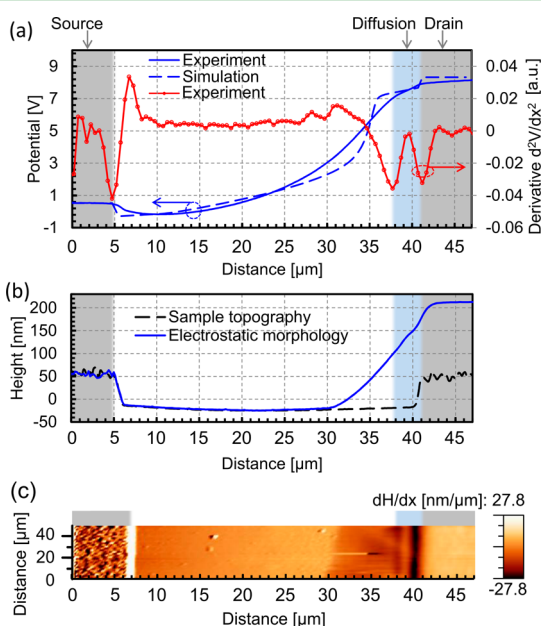 Source Diffusion Drain
(a)
Experiment
Simulation
Experiment
Potential [V]
9
7
5
3
1
-1
0.04
0.02
0
-0.02
-0.04
-0.06
Derivative d²V/dx² [a.u.]
0 5 10 15 20 25 30 35 40 45
Distance [µm]
(b)
Sample topography
Electrostatic morphology
Height [nm]
200
150
100
50
0
-50
0 5 10 15 20 25 30 35 40 45
Distance [µm]
(c)
dH/dx [nm/µm]: 27.8
-27.8
Distance [µm]
40
20
0
0 5 10 15 20 25 30 35 40 45
Distance [µm]